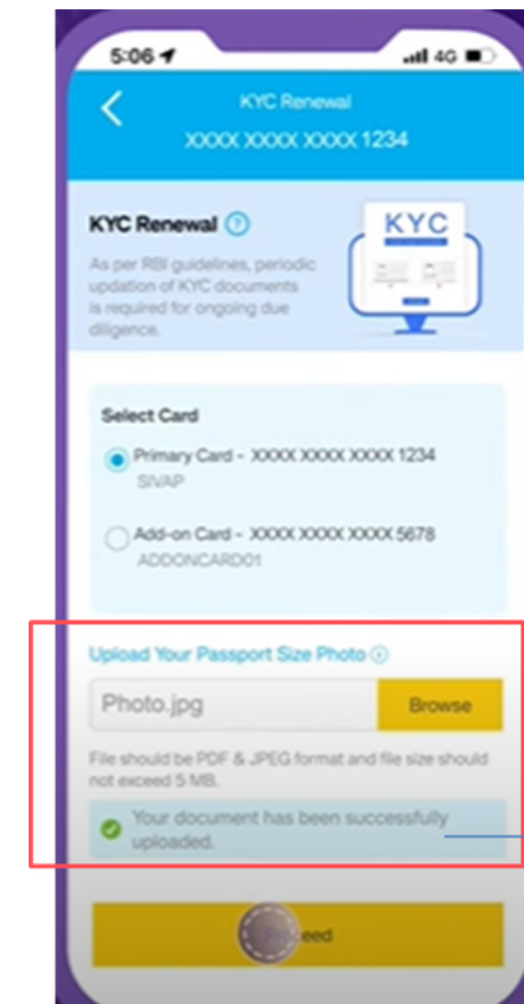 5:06
4G
KYC Renewal
XXXX XXXX XXXX 1234
KYC Renewal ?
KYC
As per RBI guidelines, periodic
updation of KYC documents
is required for ongoing due
diligence.
Select Card
Primary Card - XXXX XXXX XXXX 1234
SIVAP
Add-on Card - XXXX XXXX XXXX 5678
ADDONCARD01
Upload Your Passport Size Photo
Photo.jpg
Browse
File should be PDF & JPEG format and file size should
not exceed 5 MB.
Your document has been successfully
uploaded.
Proceed